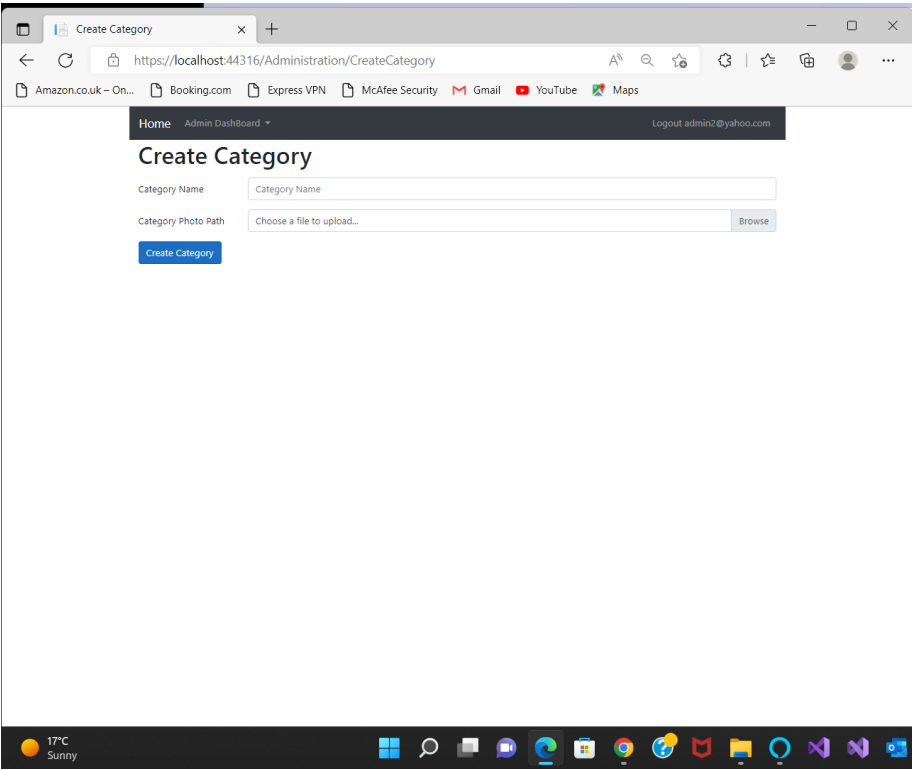 Create Category
https://localhost:44316/Administration/CreateCategory
Amazon.co.uk – On... Booking.com Express VPN McAfee Security Gmail YouTube Maps
Home Admin DashBoard Logout admin2@yahoo.com
Create Category
Category Name Category Name
Category Photo Path Choose a file to upload... Browse
Create Category
17°C
Sunny